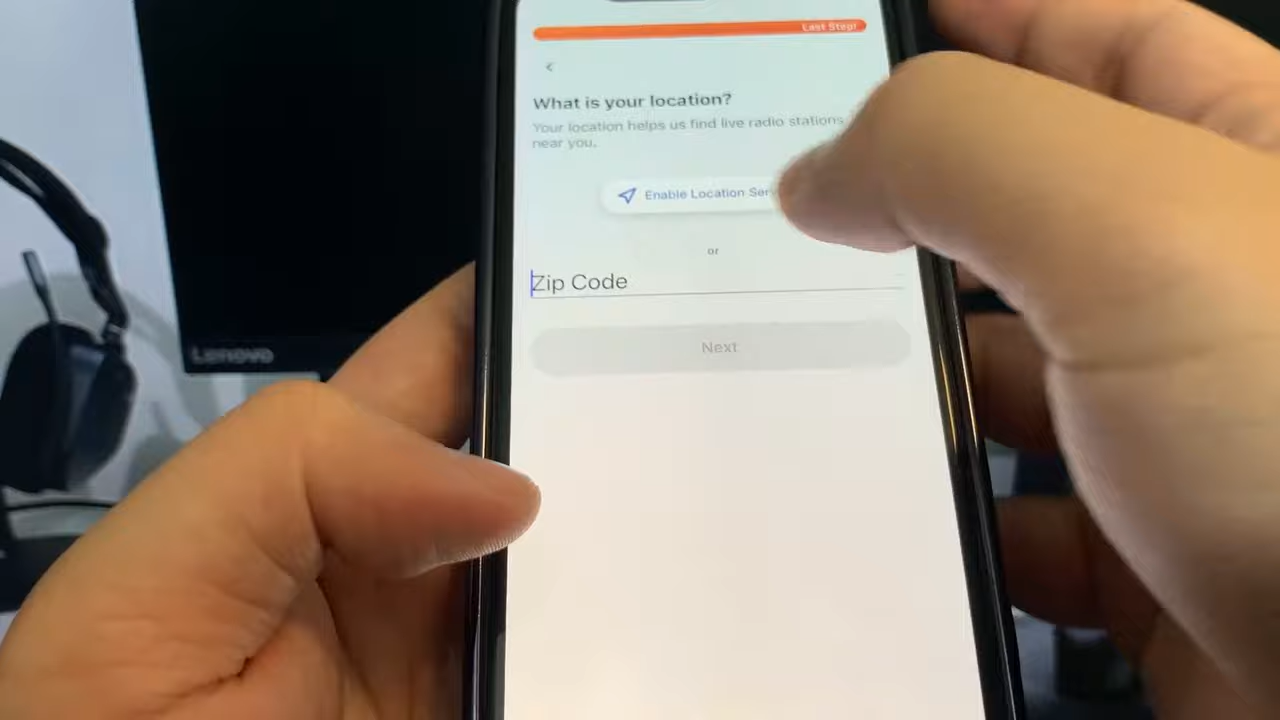 Last Step!
What is your location?
Your location helps us find live radio stations
near you.
Enable Location Ser
or
Zip Code
Next
Lenovo